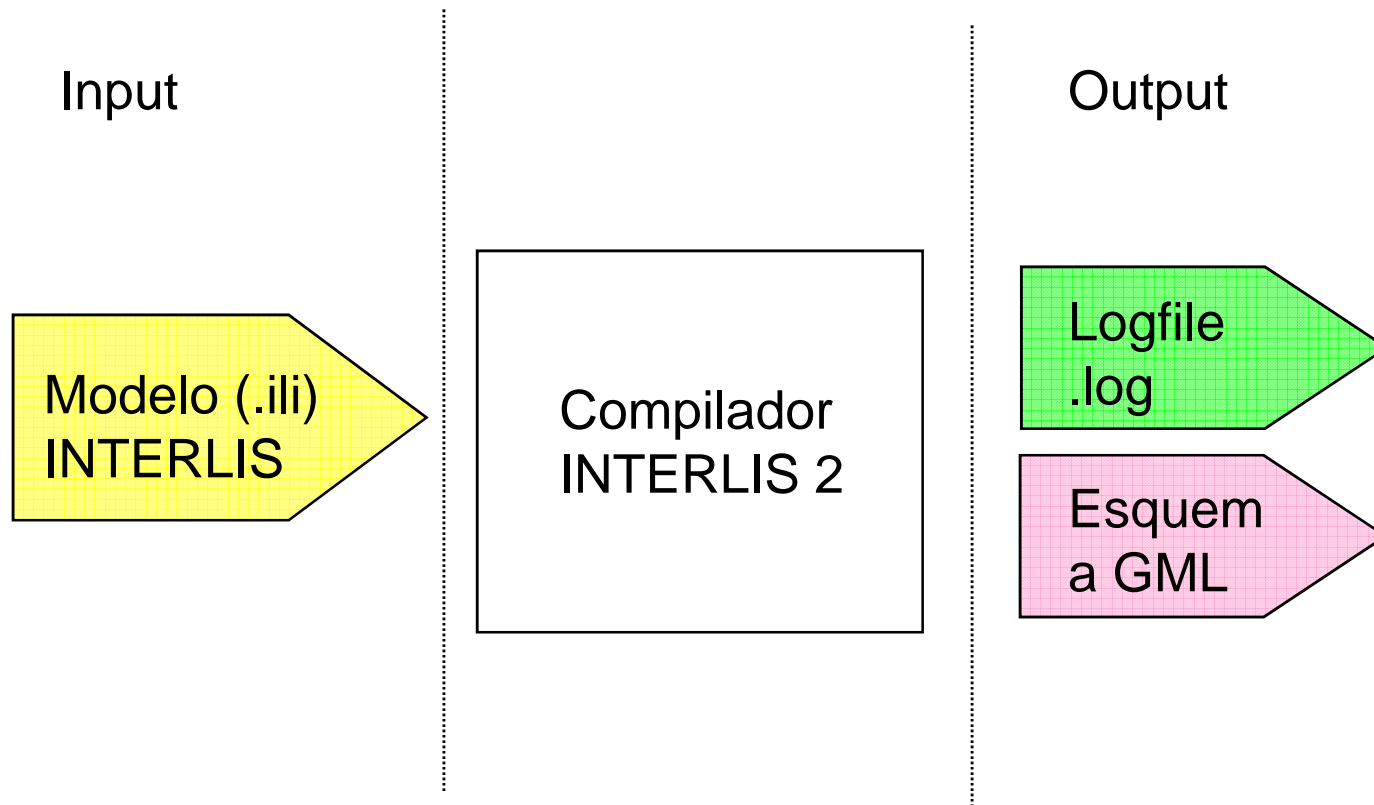 Input
Output
Modelo (.ili)
INTERLIS
Compilador
INTERLIS 2
Logfile
.log
Esquem
a GML